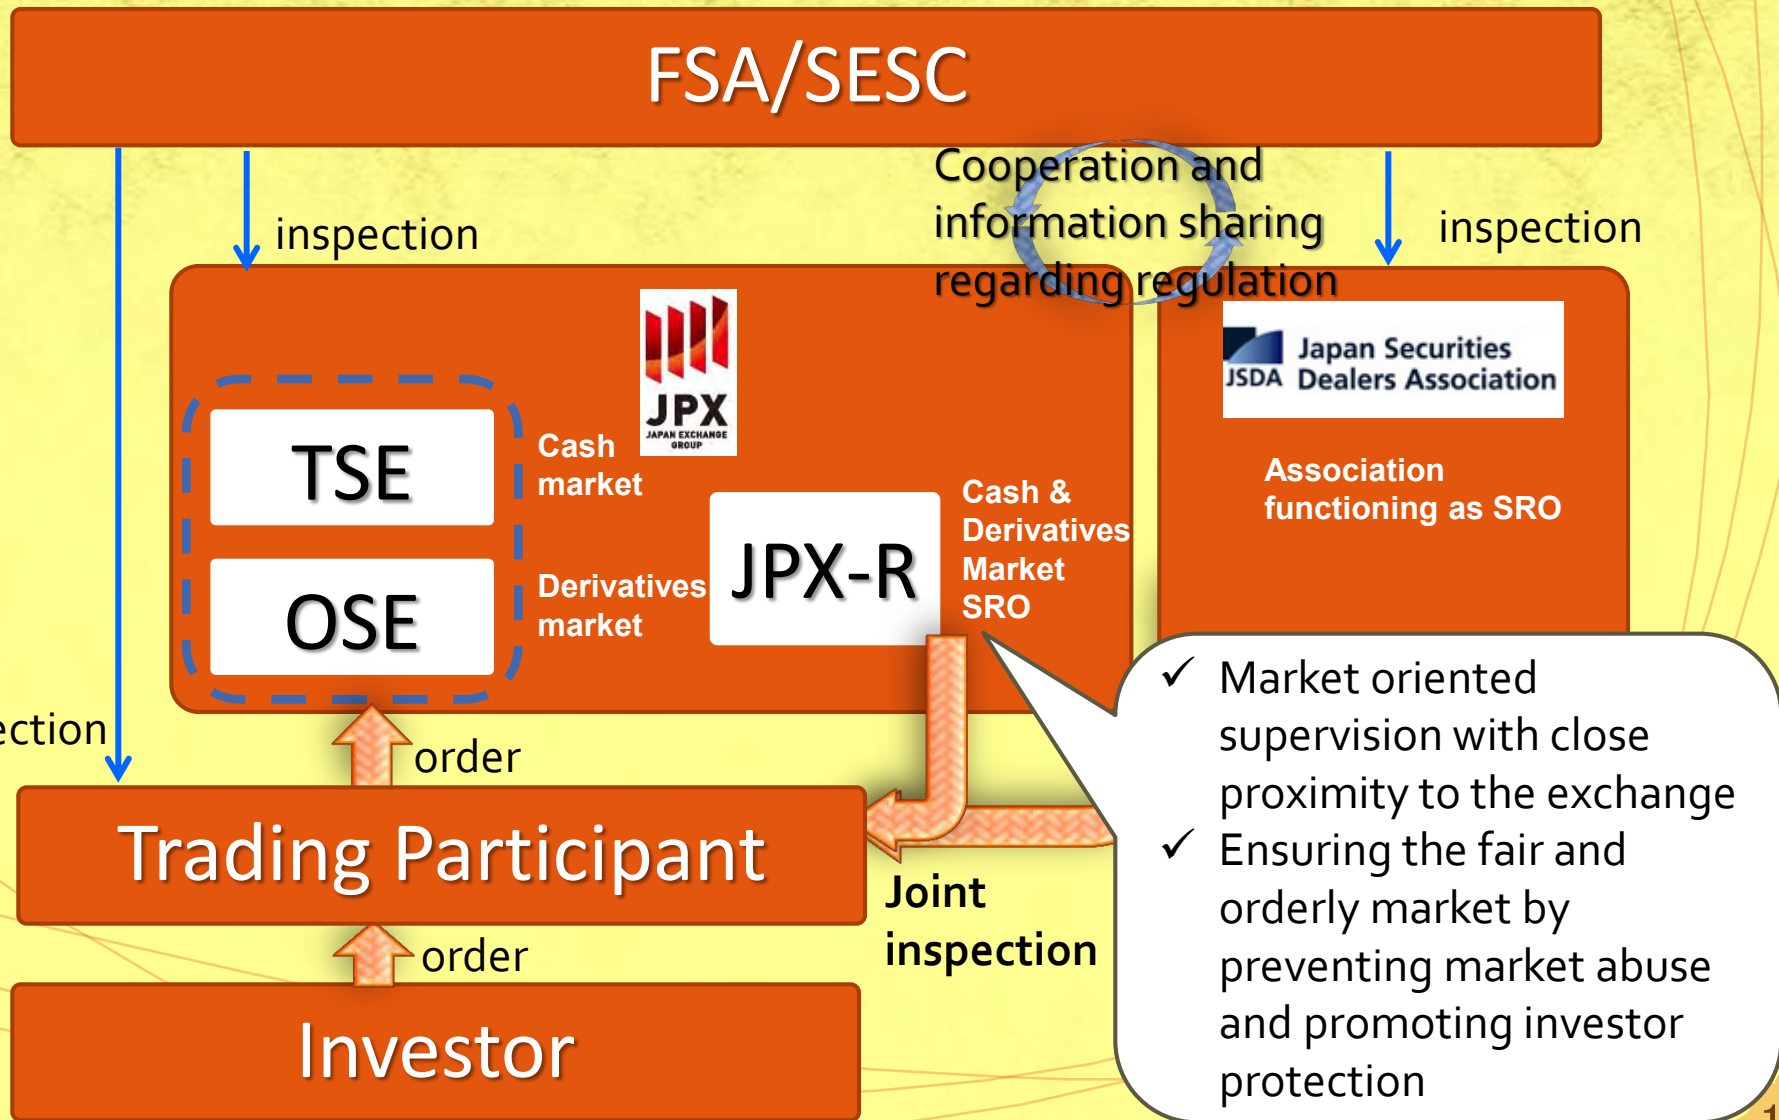 FSA/SESC
Cooperation and
information sharing
regarding regulation
inspection
inspection
JPX
JAPAN EXCHANGE
GROUP
Japan Securities
JSDA Dealers Association
TSE
Cash
market
OSE
Derivatives
market
JPX-R
Cash &
Derivatives
Market
SRO
Association
functioning as SRO
ection
order
Trading Participant
Joint
inspection
order
Investor
✓ Market oriented
supervision with close
proximity to the exchange
✓ Ensuring the fair and
orderly market by
preventing market abuse
and promoting investor
protection